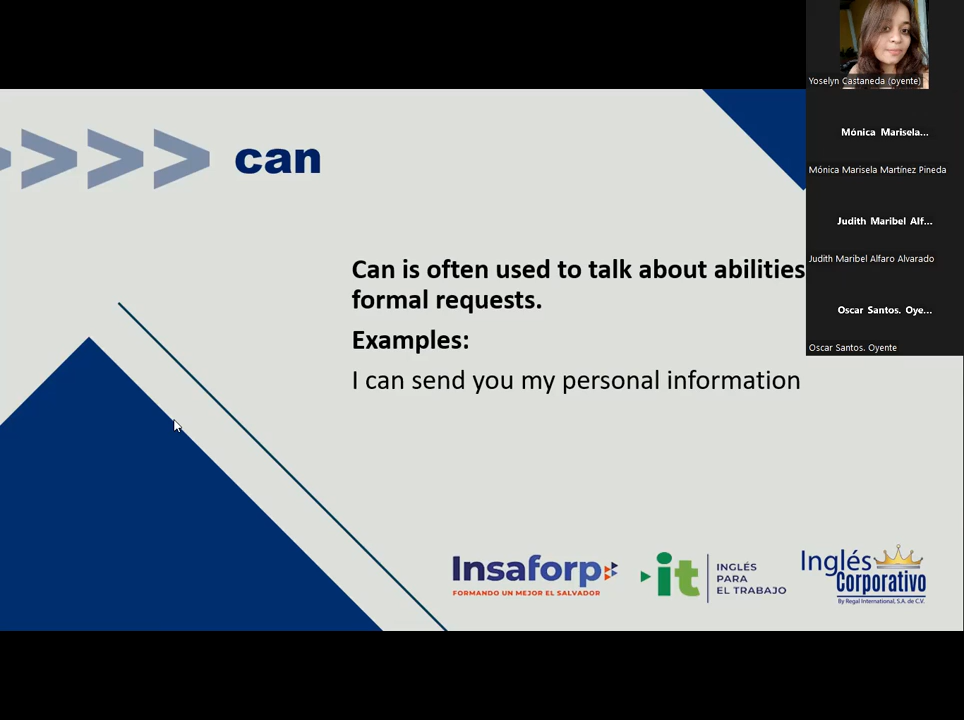 can
Can is often used to talk about abilities
formal requests.
Examples:
I can send you my personal information
Insaforp
FORMANDO UN MEJOR EL SALVADOR
it
INGLÉS
PARA
EL TRABAJO
Inglés
Corporativo
By Regal International, S.A. de C.V.
Yoselyn Castaneda (oyente)
Mónica Marisela...
Mónica Marisela Martínez Pineda
Judith Maribel Alf...
Judith Maribel Alfaro Alvarado
Oscar Santos. Oye...
Oscar Santos. Oyente